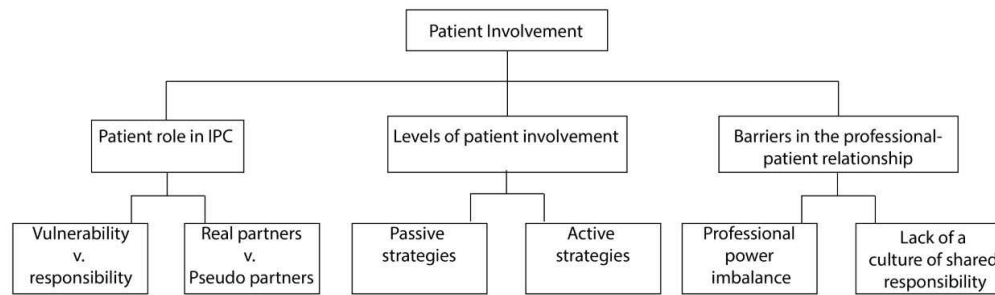 Patient Involvement
Patient role in IPC
Levels of patient involvement
Barriers in the professional-
patient relationship
Vulnerability
v.
responsibility
Real partners
v.
Pseudo partners
Passive
strategies
Active
strategies
Professional
power
imbalance
Lack of a
culture of shared
responsibility